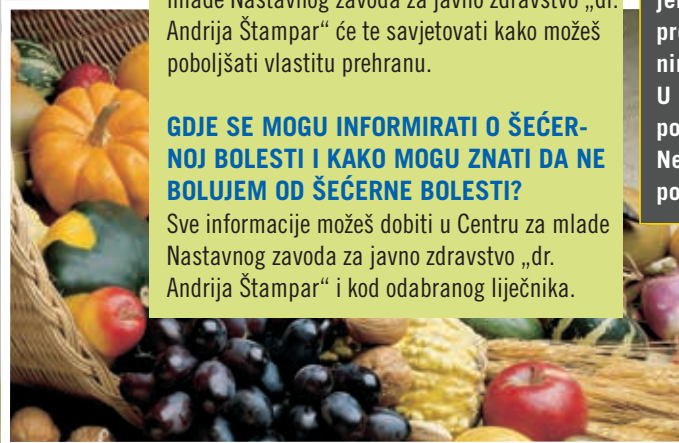 mlade Nastavnog zavoda za javno zdravstvo „dr.
Andrija Štampar“ će te savjetovati kako možeš
poboljšati vlastitu prehranu.
GDJE SE MOGU INFORMIRATI O ŠEĆER-
NOJ BOLESTI I KAKO MOGU ZNATI DA NE
BOLUJEM OD ŠEĆERNE BOLESTI?
Sve informacije možeš dobiti u Centru za mlade
Nastavnog zavoda za javno zdravstvo „dr.
Andrija Štampar“ i kod odabranog liječnika.
U